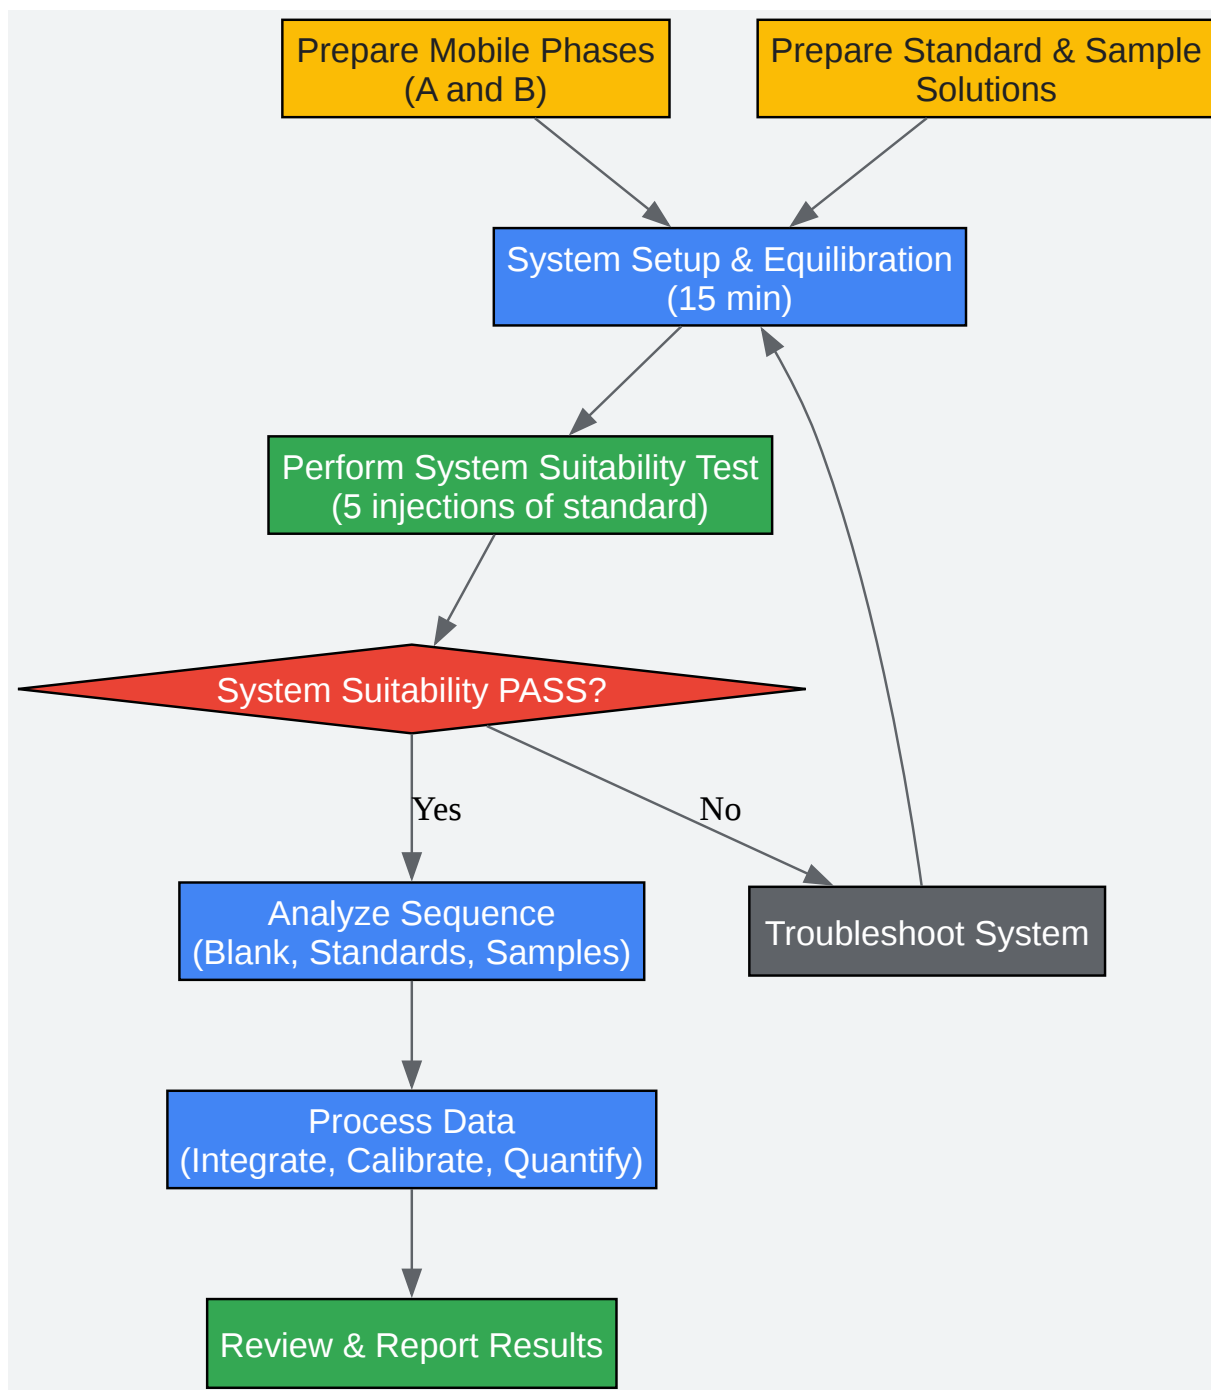 Prepare Mobile Phases
(A and B)
Prepare Standard & Sample
Solutions
System Setup & Equilibration
(15 min)
Perform System Suitability Test
(5 injections of standard)
System Suitability PASS?
Yes
No
Analyze Sequence
(Blank, Standards, Samples)
Troubleshoot System
Process Data
(Integrate, Calibrate, Quantify)
Review & Report Results